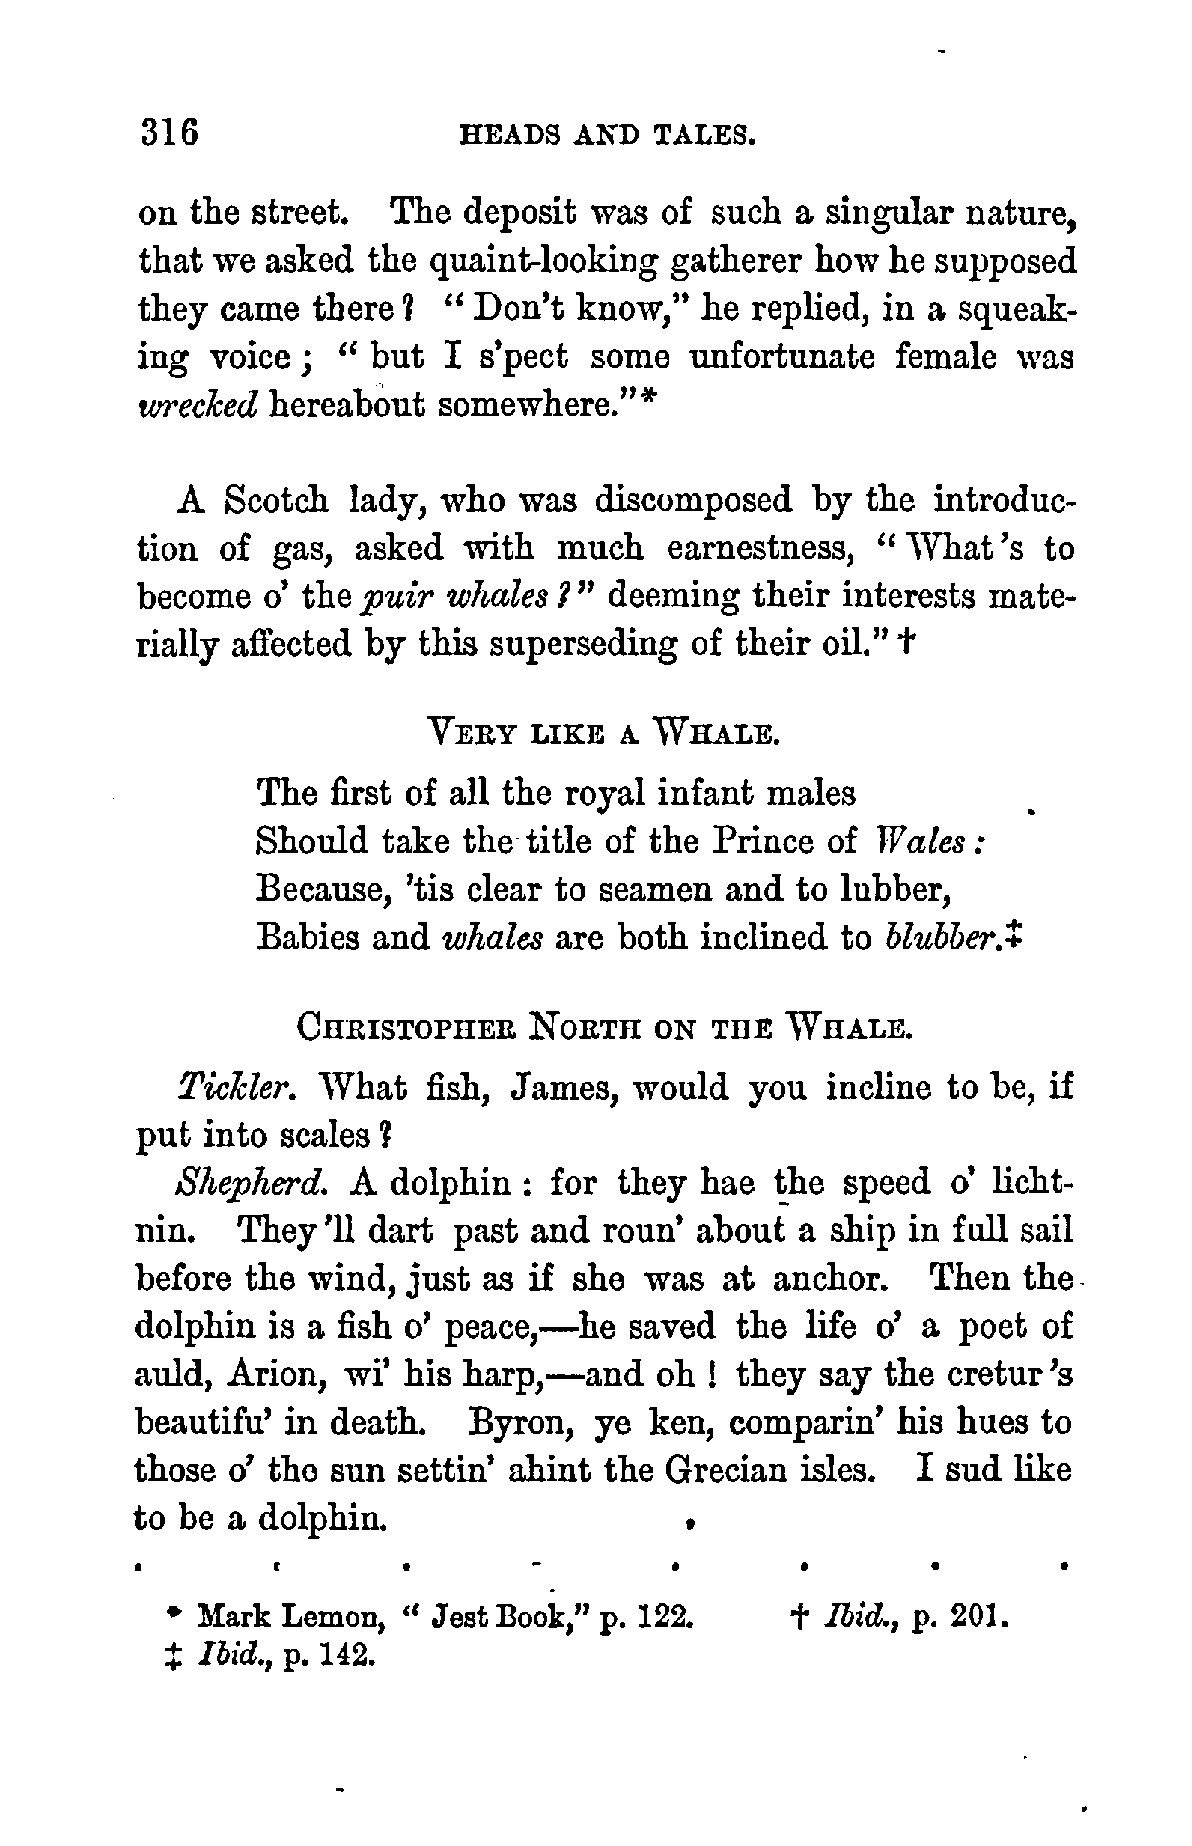 316 HEADS AND TALES.
on the street. The deposit was of such a singular nature,
that we asked the quaint-looking gatherer how he supposed
they came there? “Don't know,” he replied, in a squeak-
ing voice; “but I s'pect some unfortunate female was
wrecked hereabout somewhere.”*
A Scotch lady, who was discomposed by the introduc-
tion of gas, asked with much earnestness, “What's to
become o' the puir whales?” deeming their interests mate-
rially affected by this superseding of their oil.”†
VERY LIKE A WHALE.
The first of all the royal infant males
Should take the title of the Prince of Wales:
Because, 'tis clear to seamen and to lubber,
Babies and whales are both inclined to blubber.‡
CHRISTOPHER NORTH ON THE WHALE.
Tickler. What fish, James, would you incline to be, if
put into scales?
Shepherd. A dolphin: for they hae the speed o' licht-
nin. They'll dart past and roun' about a ship in full sail
before the wind, just as if she was at anchor. Then the
dolphin is a fish o' peace,—he saved the life o' a poet of
auld, Arion, wi' his harp,—and oh! they say the cretur's
beautifu' in death. Byron, ye ken, comparin' his hues to
those o' the sun settin' ahint the Grecian isles. I sud like
to be a dolphin.
. . . . . . . .
* Mark Lemon, “Jest Book,” p. 122. † Ibid., p. 201.
‡ Ibid., p. 142.